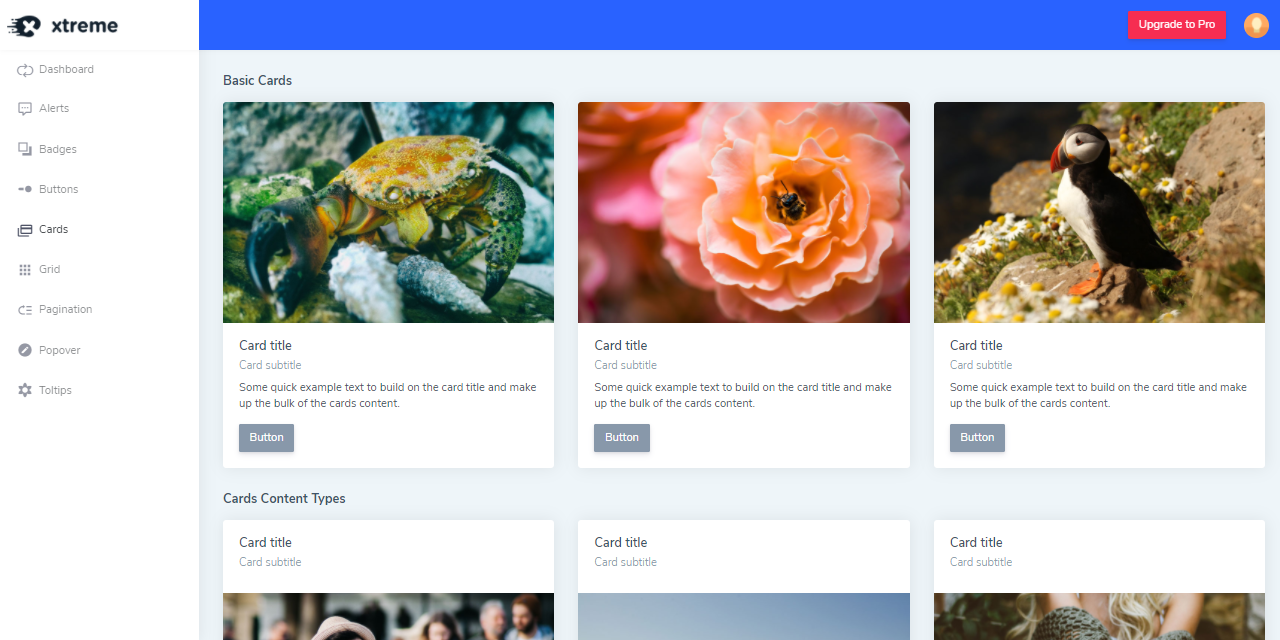 xtreme
Upgrade to Pro
Dashboard
Alerts
Badges
Buttons
Cards
Grid
Pagination
Popover
Toltips
Basic Cards
Card title
Card subtitle
Some quick example text to build on the card title and make
up the bulk of the cards content.
Button
Card title
Card subtitle
Some quick example text to build on the card title and make
up the bulk of the cards content.
Button
Card title
Card subtitle
Some quick example text to build on the card title and make
up the bulk of the cards content.
Button
Cards Content Types
Card title
Card subtitle
Card title
Card subtitle
Card title
Card subtitle